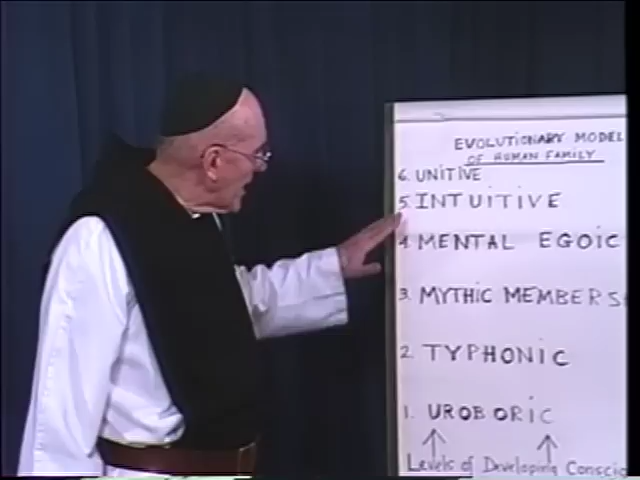 EVOLUTIONARY MODEL
OF HUMAN FAMILY
6. UNITIVE
5. INTUITIVE
4 MENTAL EGOIC
3. MYTHIC MEMBERS
2. TYPHONIC
1. UROBORIC
Levels of Developing Conscio